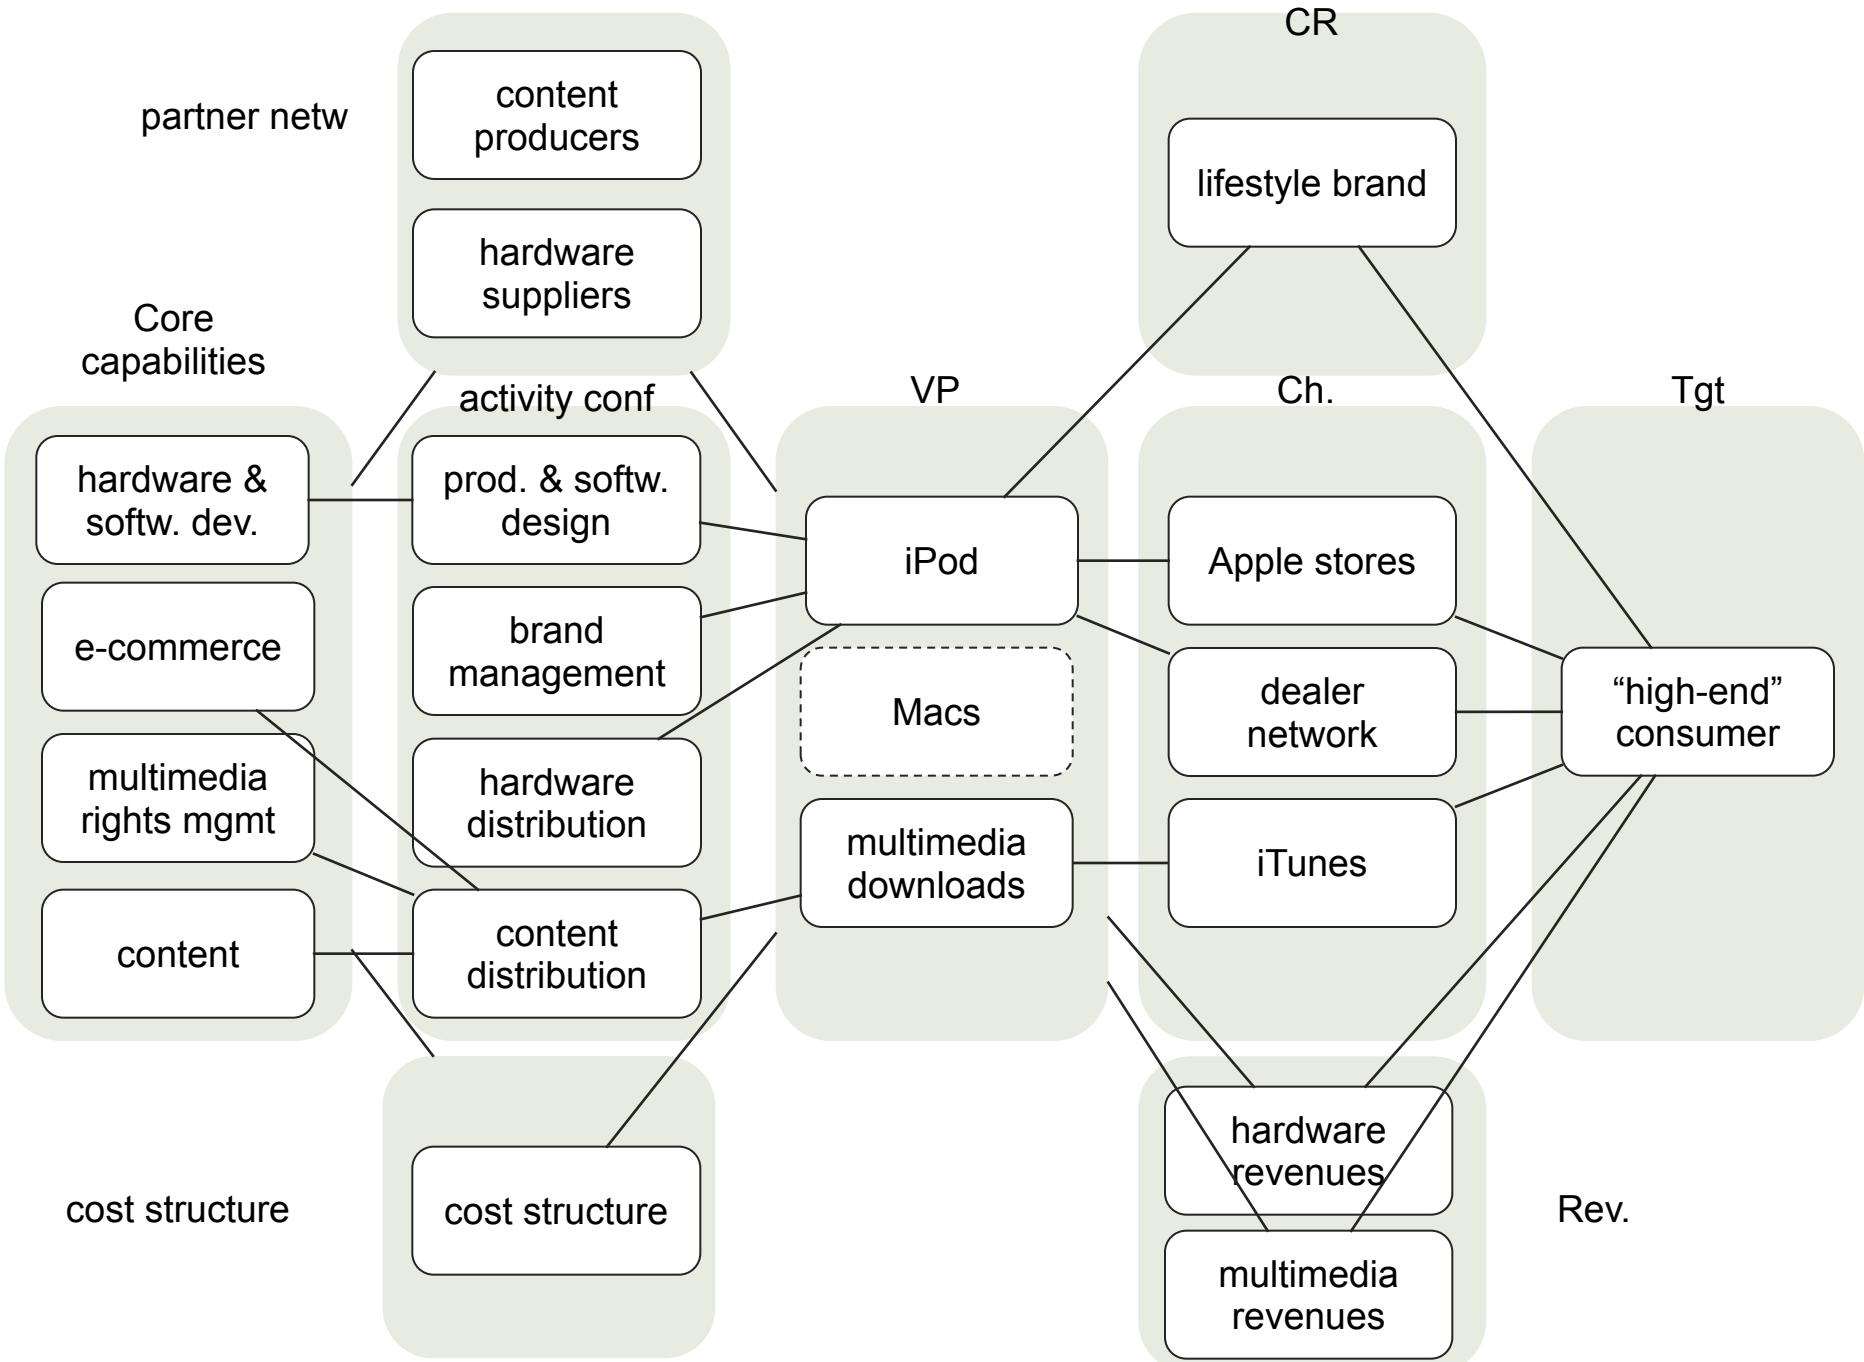 CR
content
producers
partner netw
lifestyle brand
hardware
suppliers
Core
capabilities
activity conf
VP
Ch.
Tgt
hardware &
softw. dev.
prod. & softw.
design
iPod
Apple stores
e-commerce
brand
management
Macs
dealer
network
“high-end”
consumer
multimedia
rights mgmt
hardware
distribution
multimedia
downloads
iTunes
content
content
distribution
hardware
revenues
cost structure
cost structure
Rev.
multimedia
revenues